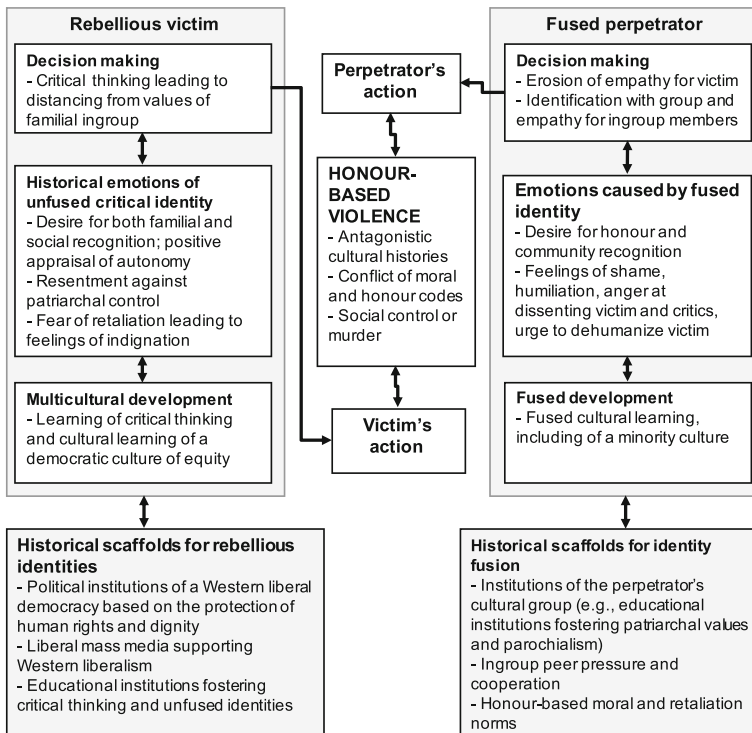 Rebellious victim
Decision making
- Critical thinking leading to
distancing from values of
familial ingroup
Historical emotions of
unfused critical identity
- Desire for both familial and
social recognition; positive
appraisal of autonomy
- Resentment against
patriarchal control
- Fear of retaliation leading to
feelings of indignation
Multicultural development
- Learning of critical thinking
and cultural learning of a
democratic culture of equity
Historical scaffolds for rebellious
identities
- Political institutions of a Western liberal
democracy based on the protection of
human rights and dignity
- Liberal mass media supporting
Western liberalism
- Educational institutions fostering
critical thinking and unfused identities
Perpetrator's
action
HONOUR-
BASED
VIOLENCE
- Antagonistic
cultural histories
- Conflict of moral
and honour codes
- Social control or
murder
Victim's
action
Fused perpetrator
Decision making
- Erosion of empathy for victim
- Identification with group and
empathy for ingroup members
Emotions caused by fused
identity
- Desire for honour and
community recognition
- Feelings of shame,
humiliation, anger at
dissenting victim and critics,
urge to dehumanize victim
Fused development
- Fused cultural learning,
including of a minority culture
Historical scaffolds for identity
fusion
- Institutions of the perpetrator's
cultural group (e.g., educational
institutions fostering patriarchal values
and parochialism)
- Ingroup peer pressure and
cooperation
- Honour-based moral and retaliation
norms